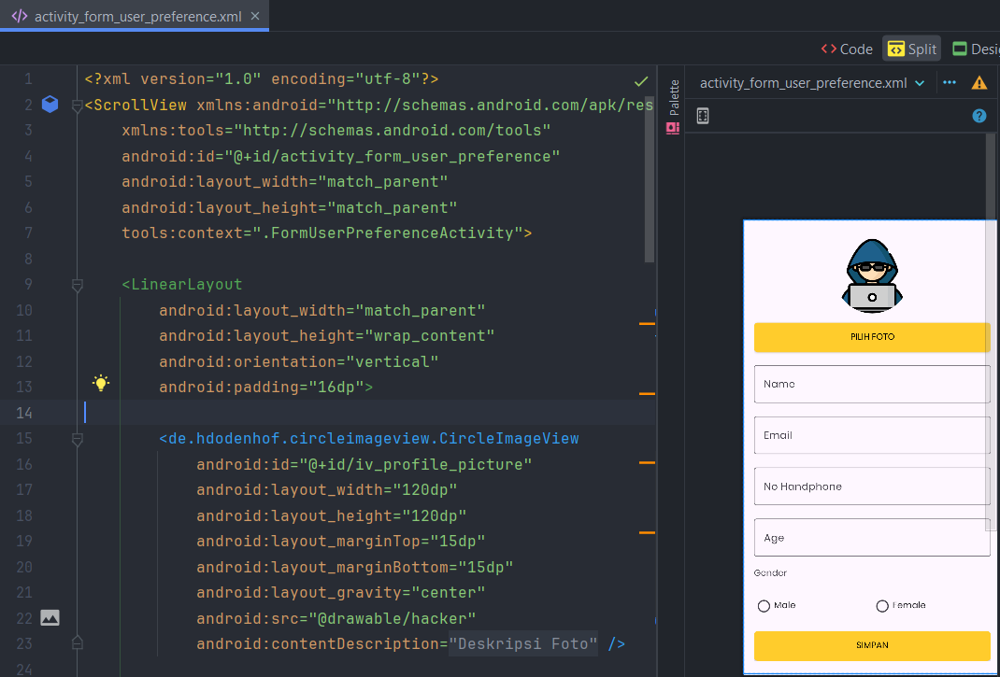 activity_form_user_preference.xml
Code Split
1 <?xml version="1.0" encoding="utf-8"?>
2 <ScrollView xmlns:android="http://schemas.android.com/apk/res
3 xmlns:tools="http://schemas.android.com/tools"
4 android:id="@+id/activity_form_user_preference"
5 android:layout_width="match_parent"
6 android:layout_height="match_parent"
7 tools:context=".FormUserPreferenceActivity">
8
9 <LinearLayout
10 android:layout_width="match_parent"
11 android:layout_height="wrap_content"
12 android:orientation="vertical"
13 android:padding="16dp">
14
15 <de.hdodenhof.circleimageview.CircleImageView
16 android:id="@+id/iv_profile_picture"
17 android:layout_width="120dp"
18 android:layout_height="120dp"
19 android:layout_marginTop="15dp"
20 android:layout_marginBottom="15dp"
21 android:layout_gravity="center"
22 android:src="@drawable/hacker"
23 android:contentDescription="Deskripsi Foto" />
24
Palette
activity_form_user_preference.xml
PILIH FOTO
Name
Email
No Handphone
Age
Gender
Male Female
SIMPAN